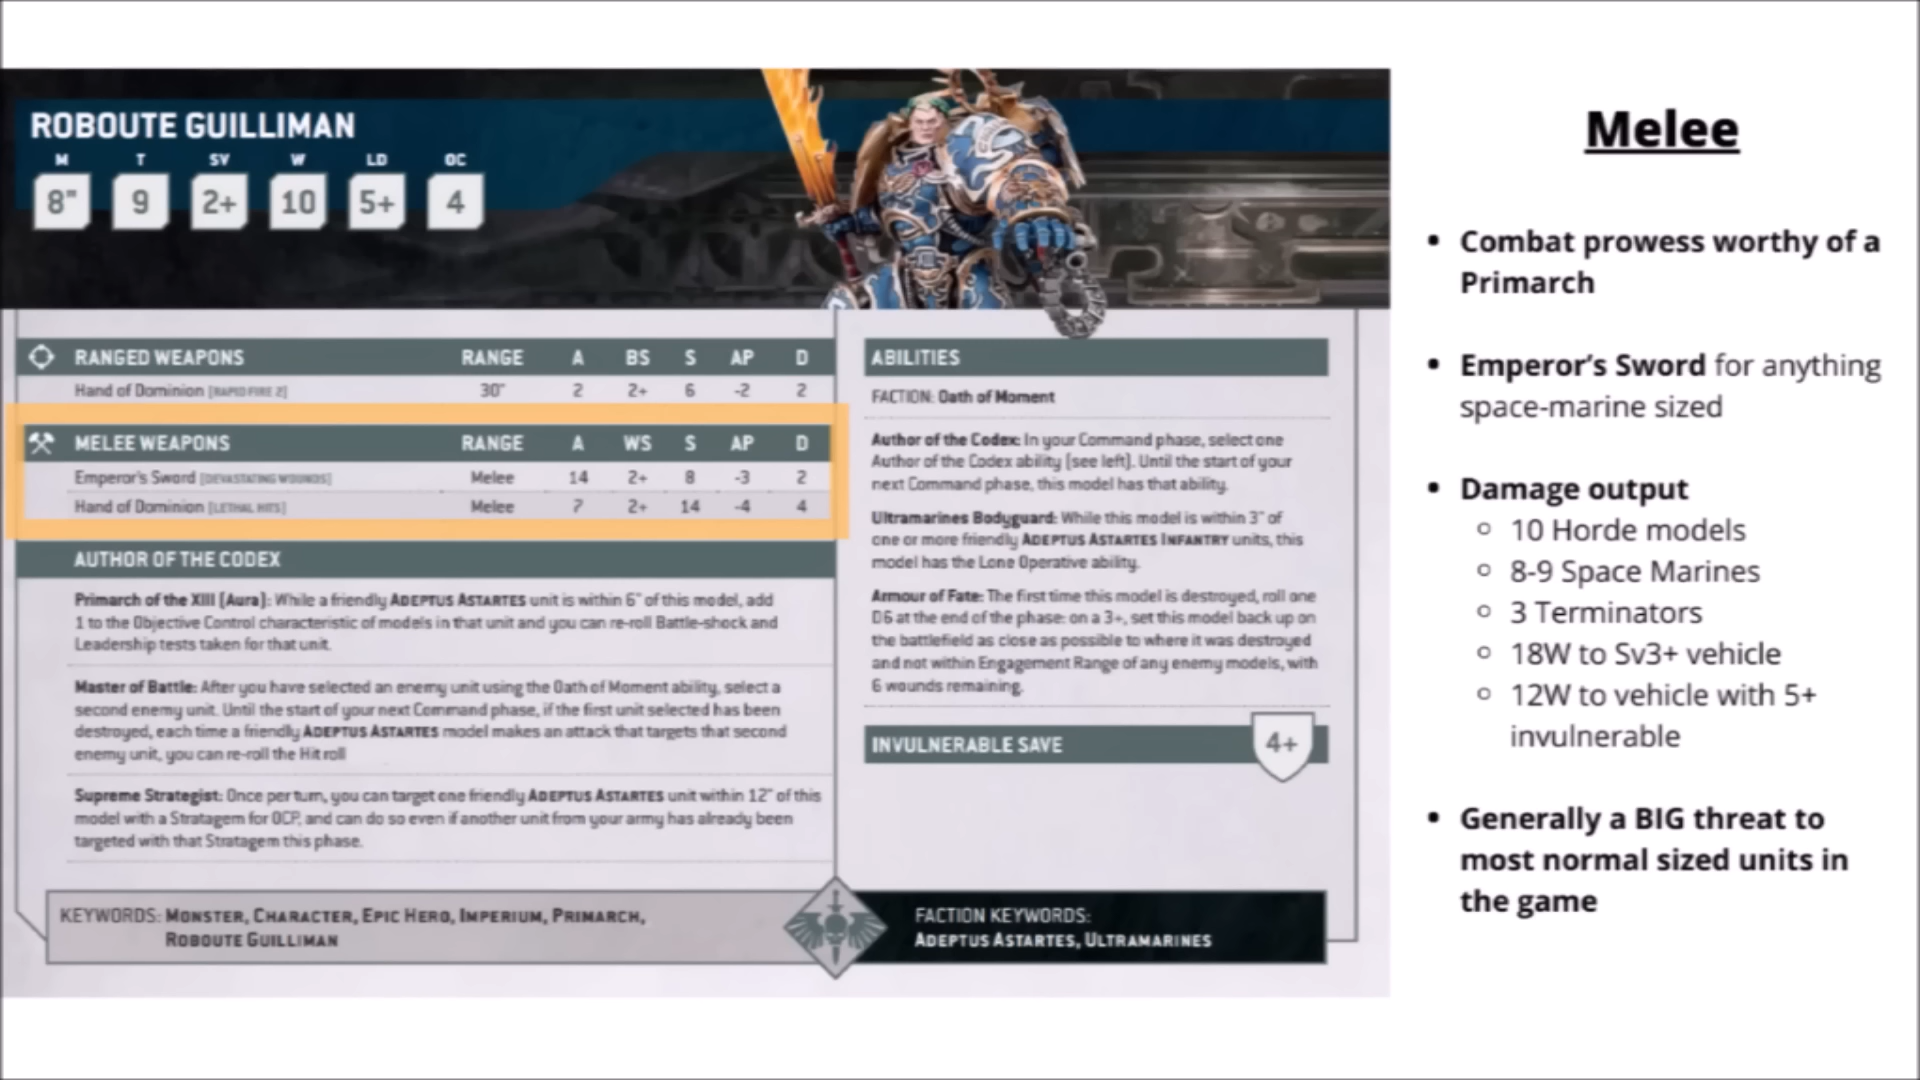 ROBOUTE GUILLIMAN
M T SV W LD OC
8" 9 2+ 10 5+ 4
RANGED WEAPONS RANGE A BS S AP D
Hand of Dominion [RAPID FIRE 2] 30" 2 2+ 6 -2 2
MELEE WEAPONS RANGE A WS S AP D
Emperor's Sword [DEVASTATING WOUNDS] Melee 14 2+ 8 -3 2
Hand of Dominion [LETHAL HITS] Melee 7 2+ 14 -4 4
AUTHOR OF THE CODEX
Primarch of the XIII (Aura): While a friendly ADEPTUS ASTARTES unit is within 6" of this model, add
1 to the Objective Control characteristic of models in that unit and you can re-roll Battle-shock and
Leadership tests taken for that unit.
Master of Battle: After you have selected an enemy unit using the Oath of Moment ability, select a
second enemy unit. Until the start of your next Command phase, if the first unit selected has been
destroyed, each time a friendly ADEPTUS ASTARTES model makes an attack that targets that second
enemy unit, you can re-roll the Hit roll
Supreme Strategist: Once per turn, you can target one friendly ADEPTUS ASTARTES unit within 12" of this
model with a Stratagem for 0CP, and can do so even if another unit from your army has already been
targeted with that Stratagem this phase.
KEYWORDS: MONSTER, CHARACTER, EPIC HERO, IMPERIUM, PRIMARCH,
ROBOUTE GUILLIMAN
ABILITIES
FACTION: Oath of Moment
Author of the Codex: In your Command phase, select one
Author of the Codex ability (see left). Until the start of your
next Command phase, this model has that ability.
Ultramarines Bodyguard: While this model is within 3" of
one or more friendly ADEPTUS ASTARTES INFANTRY units, this
model has the Lone Operative ability.
Armour of Fate: The first time this model is destroyed, roll one
D6 at the end of the phase: on a 3+, set this model back up on
the battlefield as close as possible to where it was destroyed
and not within Engagement Range of any enemy models, with
6 wounds remaining.
INVULNERABLE SAVE 4+
FACTION KEYWORDS:
ADEPTUS ASTARTES, ULTRAMARINES
Melee
• Combat prowess worthy of a
Primarch
• Emperor's Sword for anything
space-marine sized
• Damage output
○ 10 Horde models
○ 8-9 Space Marines
○ 3 Terminators
○ 18W to Sv3+ vehicle
○ 12W to vehicle with 5+
invulnerable
• Generally a BIG threat to
most normal sized units in
the game